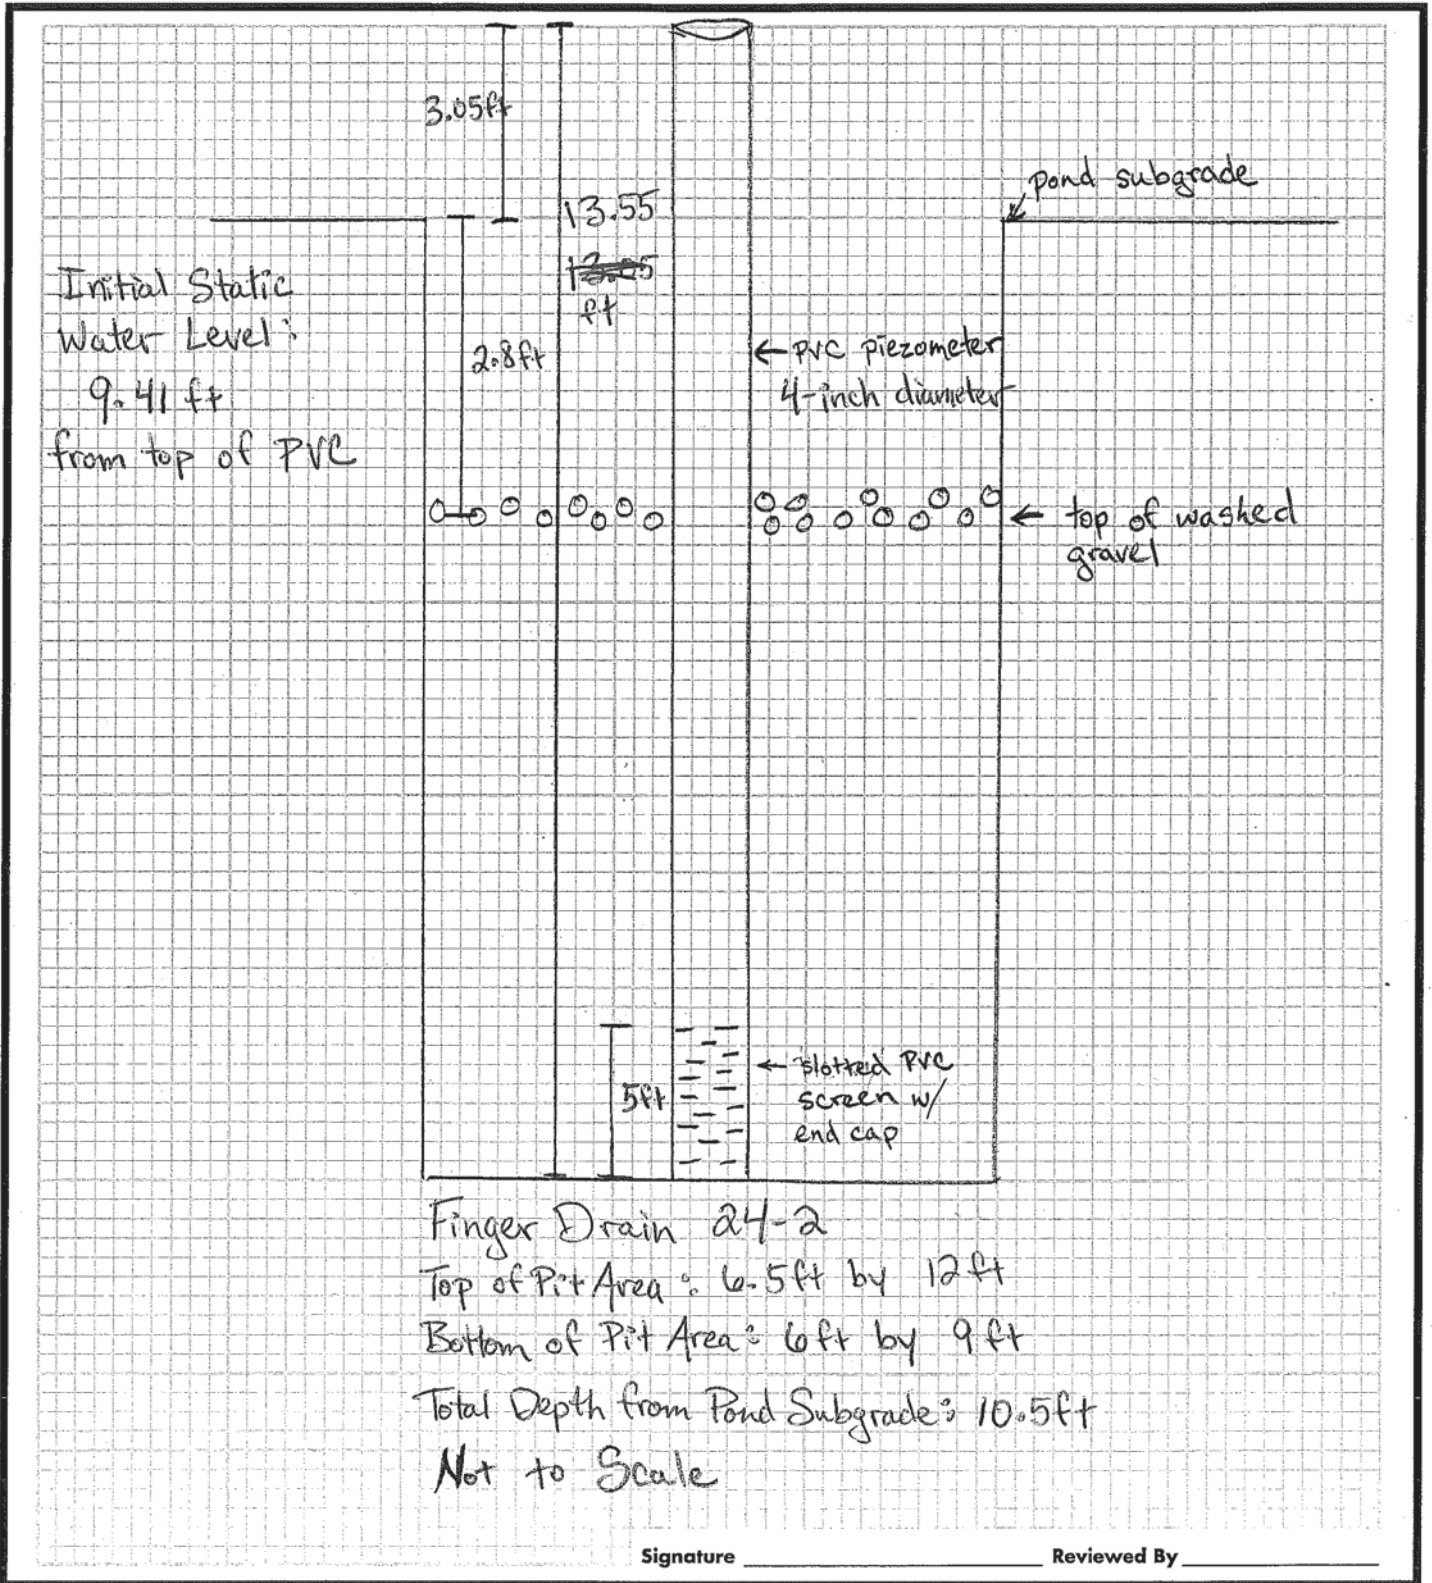 3.05ft
13.55
ft
pond subgrade
Initial Static
Water Level:
9.41 ft
from top of PVC
2.8ft
← PVC piezometer
4-inch diameter
← top of washed
gravel
5ft
← slotted PVC
screen w/
end cap
Finger Drain 24-2
Top of Pit Area: 6.5ft by 12ft
Bottom of Pit Area: 6ft by 9ft
Total Depth from Pond Subgrade: 10.5ft
Not to Scale
Signature Reviewed By